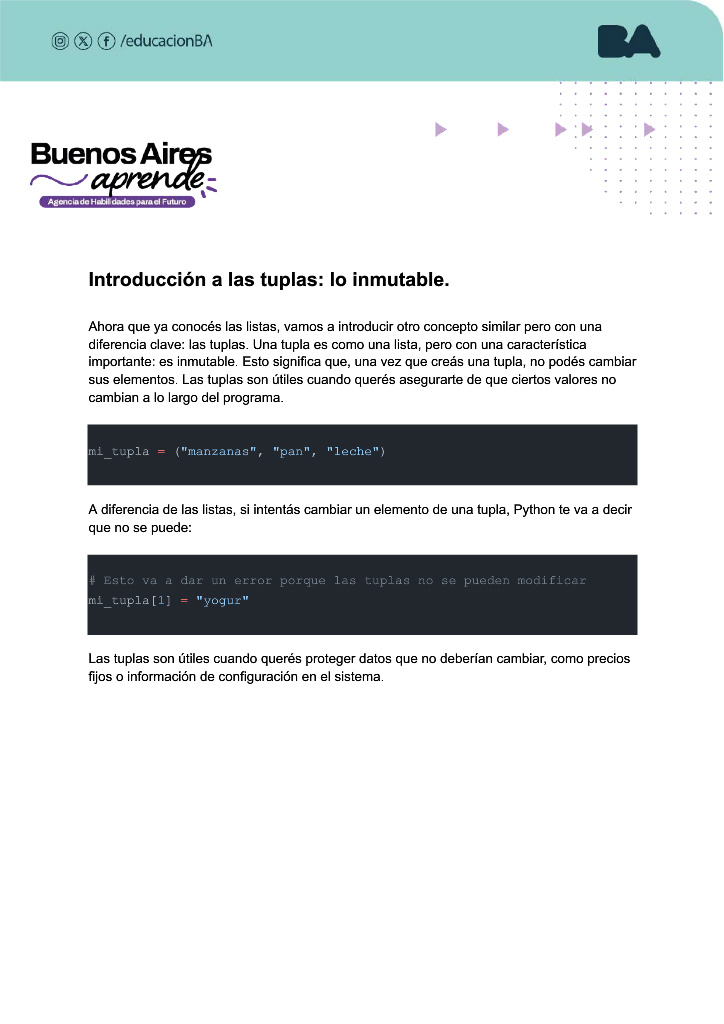 /educacionBA
BA
Buenos Aires
aprende
Agencia de Habilidades para el Futuro
Introducción a las tuplas: lo inmutable.
Ahora que ya conocés las listas, vamos a introducir otro concepto similar pero con una
diferencia clave: las tuplas. Una tupla es como una lista, pero con una característica
importante: es inmutable. Esto significa que, una vez que creás una tupla, no podés cambiar
sus elementos. Las tuplas son útiles cuando querés asegurarte de que ciertos valores no
cambian a lo largo del programa.
mi_tupla = ("manzanas", "pan", "leche")
A diferencia de las listas, si intentás cambiar un elemento de una tupla, Python te va a decir
que no se puede:
# Esto va a dar un error porque las tuplas no se pueden modificar
mi_tupla[1] = "yogur"
Las tuplas son útiles cuando querés proteger datos que no deberían cambiar, como precios
fijos o información de configuración en el sistema.